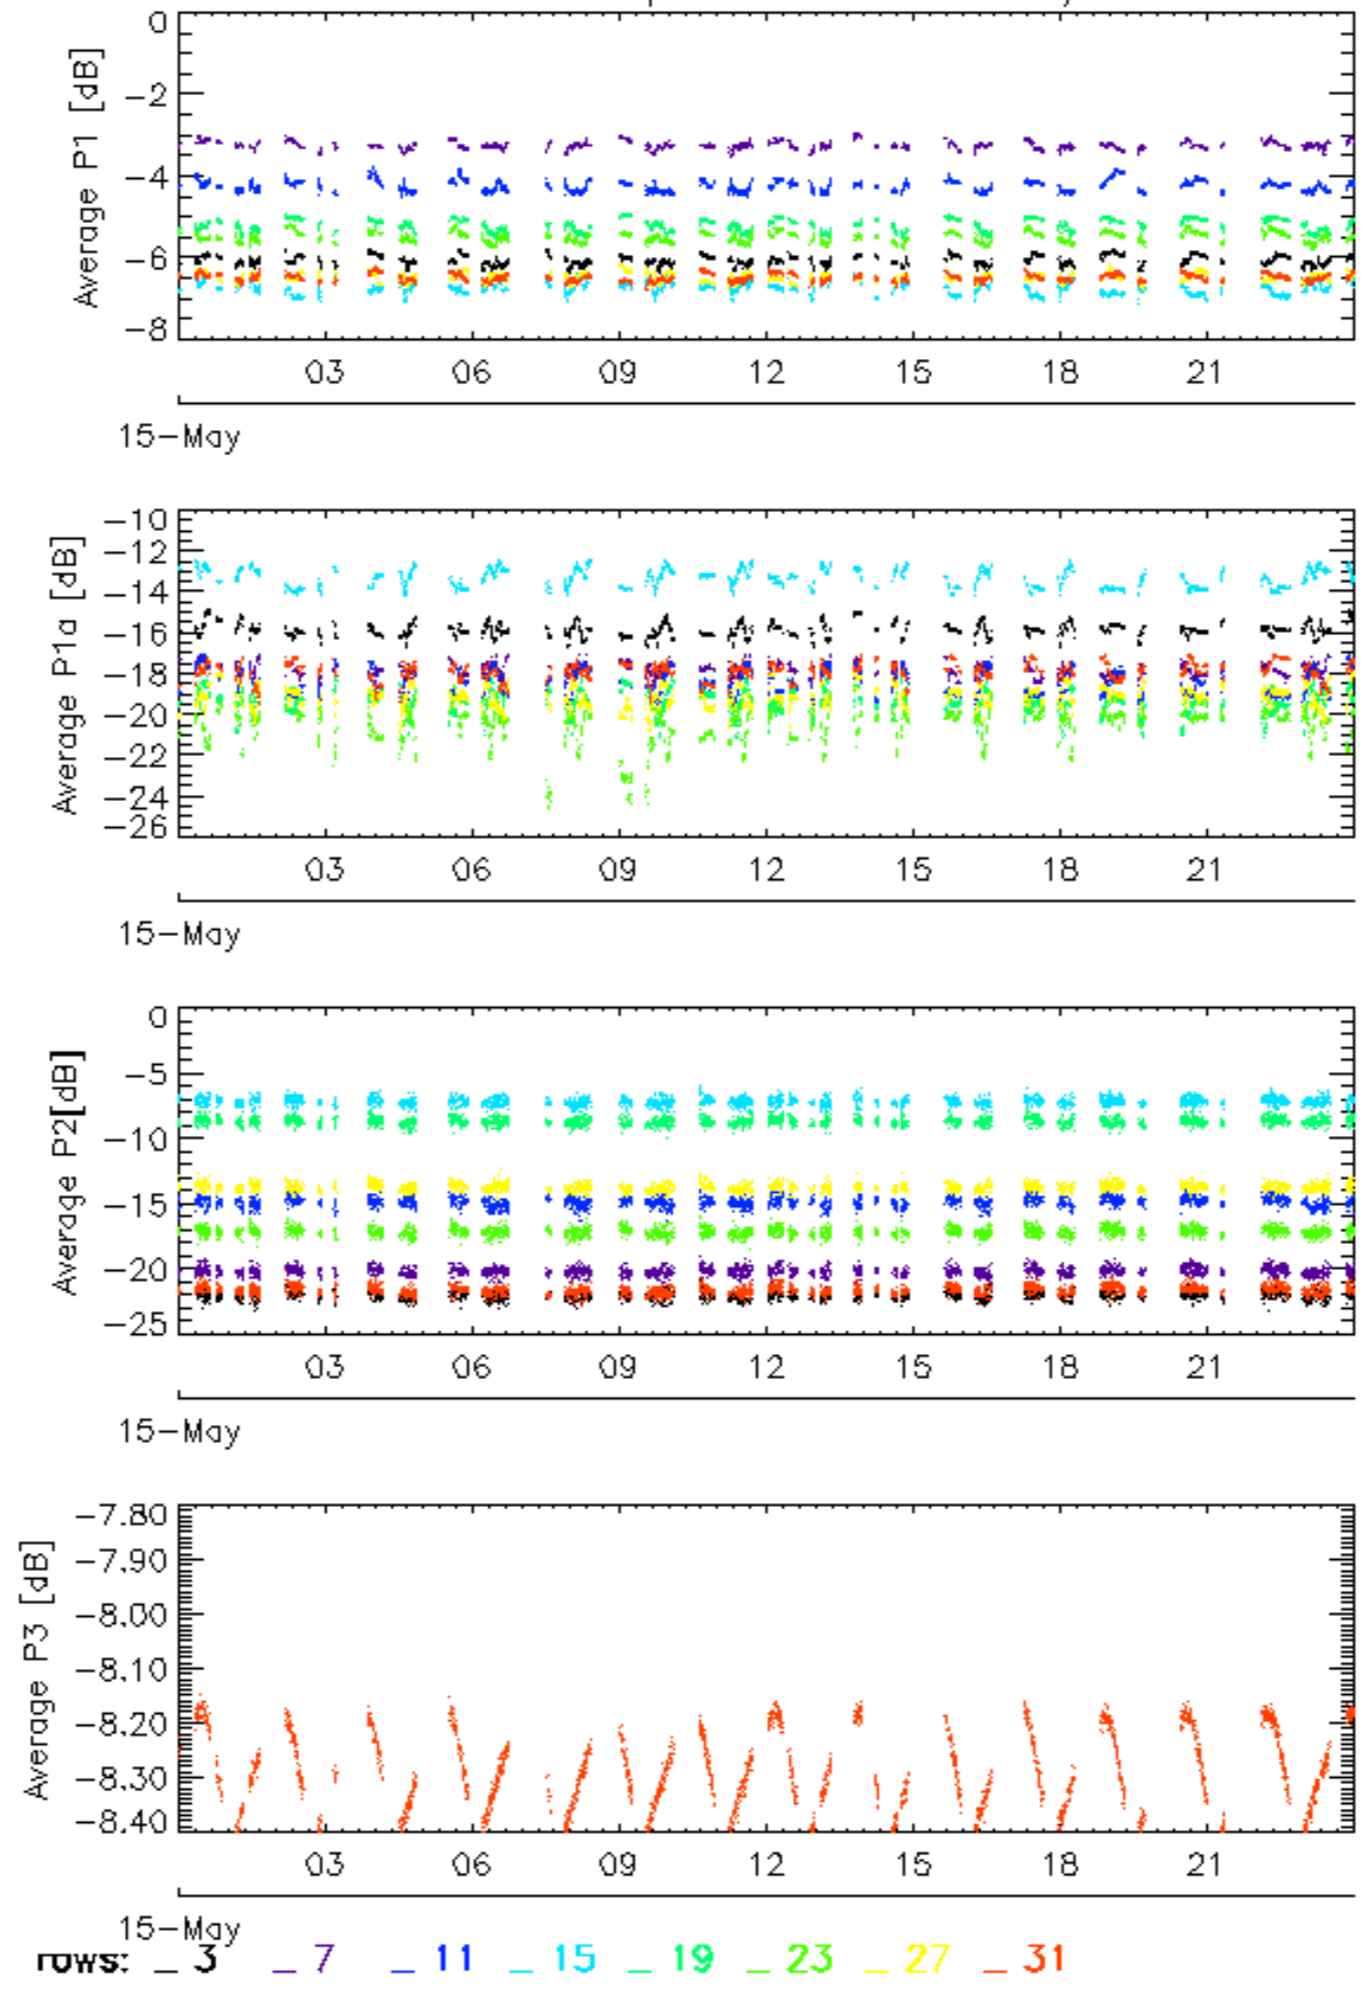 Average P1 [dB]
0
−2
−4
−6
−8
03 06 09 12 15 18 21
15−May
Average P1a [dB]
−10
−12
−14
−16
−18
−20
−22
−24
−26
03 06 09 12 15 18 21
15−May
Average P2[dB]
0
−5
−10
−15
−20
−25
03 06 09 12 15 18 21
15−May
Average P3 [dB]
−7.80
−7.90
−8.00
−8.10
−8.20
−8.30
−8.40
03 06 09 12 15 18 21
15−May
rows: _ 3 _ 7 _ 11 _ 15 _ 19 _ 23 _ 27 _ 31